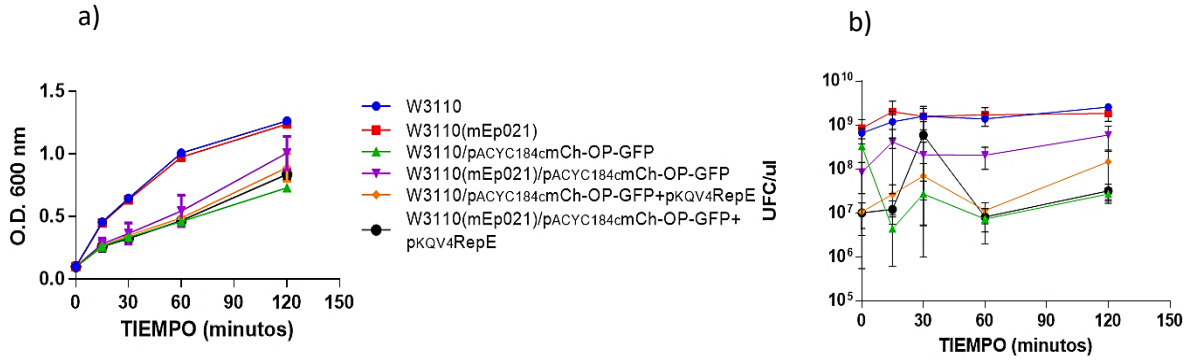 a)
O.D. 600 nm
1.5
1.0
0.5
0.0
0 30 60 90 120 150
TIEMPO (minutos)
W3110
W3110(mEp021)
W3110/pACYC184cmCh-OP-GFP
W3110(mEp021)/pACYC184cmCh-OP-GFP
W3110/pACYC184cmCh-OP-GFP+pKQV4RepE
W3110(mEp021)/pACYC184cmCh-OP-GFP+
pKQV4RepE
b)
UFC/ul
10^10
10^9
10^8
10^7
10^6
10^5
0 30 60 90 120 150
TIEMPO (minutos)